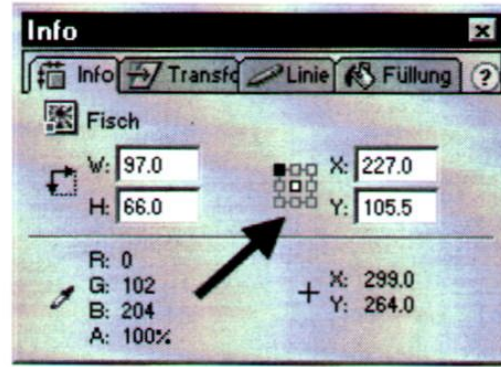 Info
Info Transfo Linie Füllung ?
Fisch
W: 97.0 X: 227.0
H: 66.0 Y: 105.5
R: 0
G: 102 X: 299.0
B: 204 Y: 264.0
A: 100%